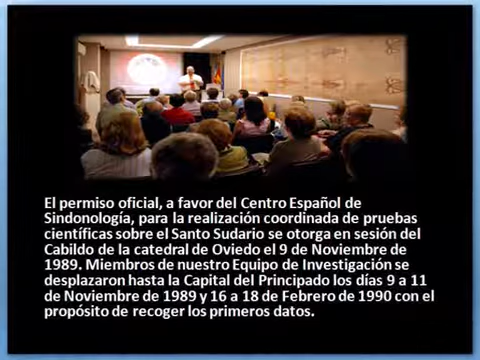 El permiso oficial, a favor del Centro Español de
Sindonología, para la realización coordinada de pruebas
científicas sobre el Santo Sudario se otorga en sesión del
Cabildo de la catedral de Oviedo el 9 de Noviembre de
1989. Miembros de nuestro Equipo de Investigación se
desplazaron hasta la Capital del Principado los días 9 a 11
de Noviembre de 1989 y 16 a 18 de Febrero de 1990 con el
propósito de recoger los primeros datos.